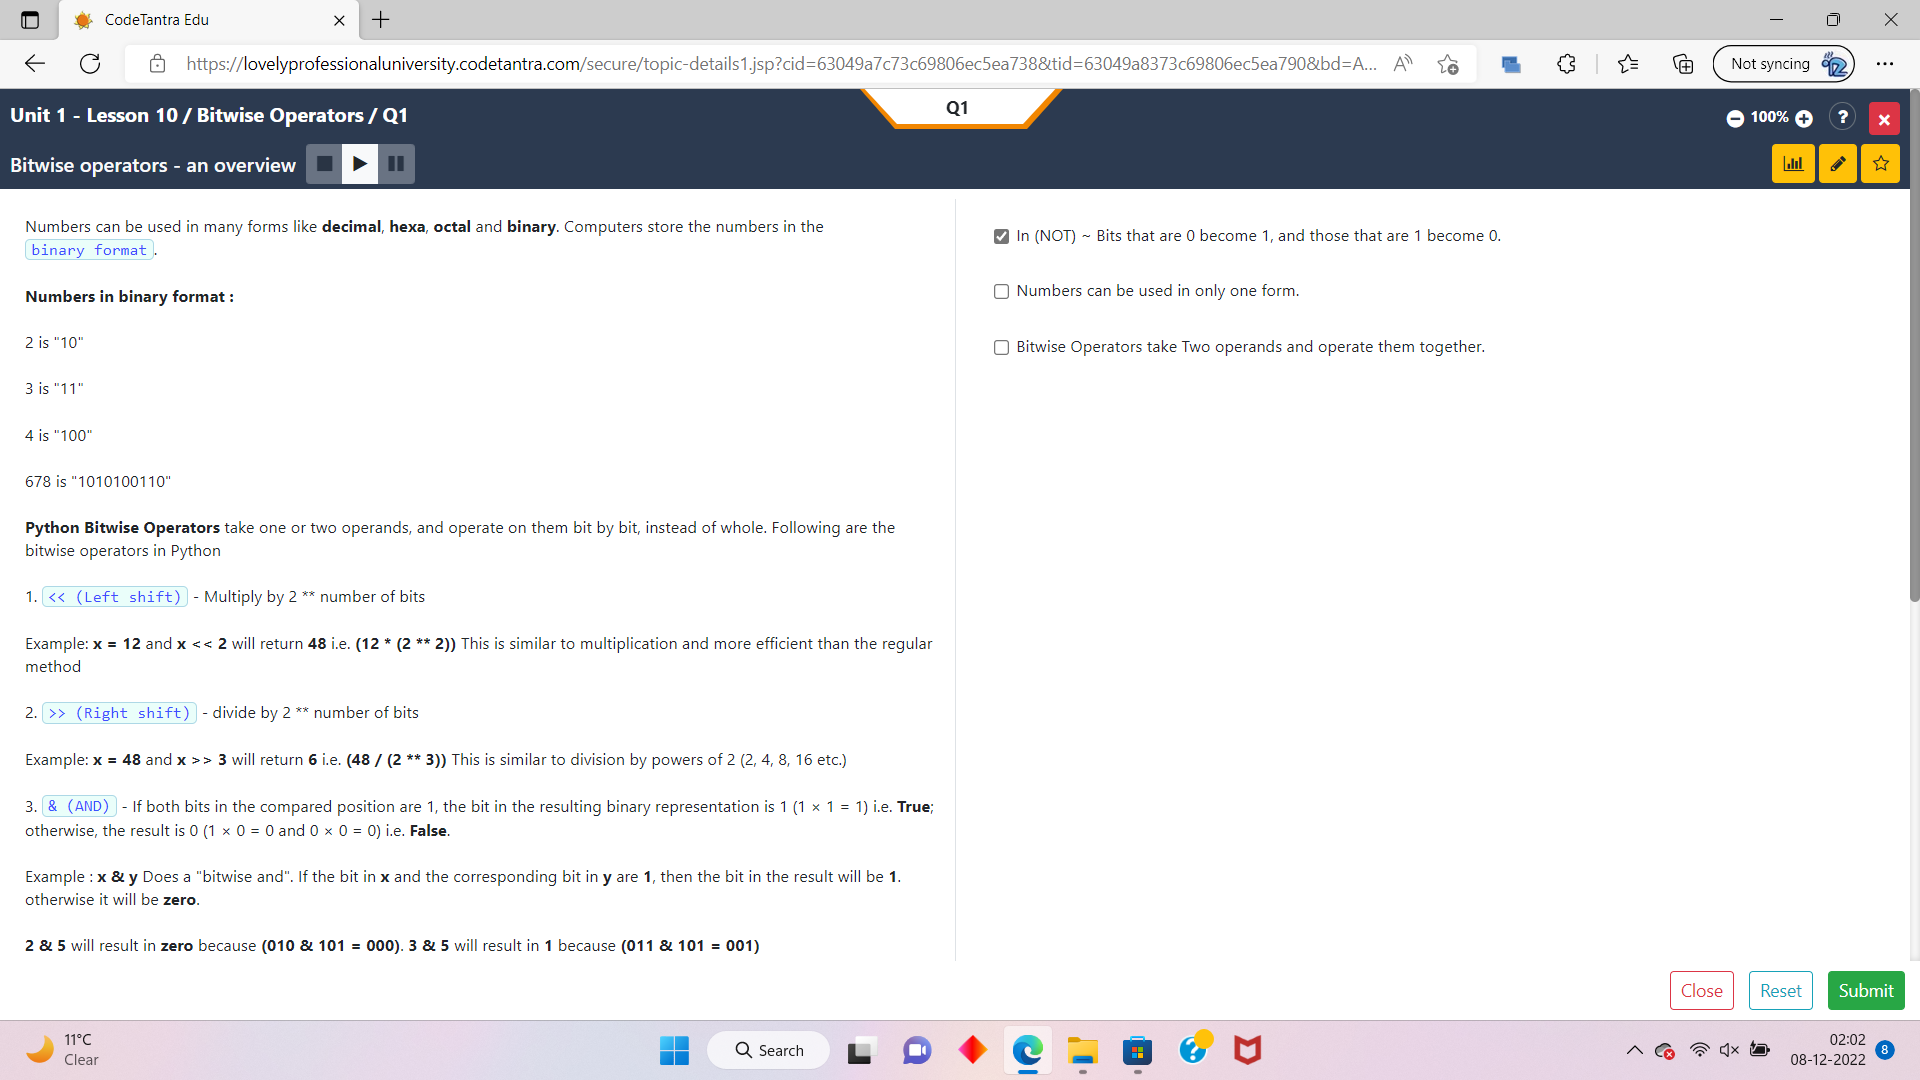 CodeTantra Edu
https://lovelyprofessionaluniversity.codetantra.com/secure/topic-details1.jsp?cid=63049a7c73c69806ec5ea738&tid=63049a8373c69806ec5ea790&bd=A...
Not syncing
Unit 1 - Lesson 10 / Bitwise Operators / Q1
Q1
100%
?
Bitwise operators - an overview
Numbers can be used in many forms like decimal, hexa, octal and binary. Computers store the numbers in the
binary format.
Numbers in binary format :
2 is "10"
3 is "11"
4 is "100"
678 is "1010100110"
Python Bitwise Operators take one or two operands, and operate on them bit by bit, instead of whole. Following are the
bitwise operators in Python
1. << (Left shift) - Multiply by 2 ** number of bits
Example: x = 12 and x << 2 will return 48 i.e. (12 * (2 ** 2)) This is similar to multiplication and more efficient than the regular
method
2. >> (Right shift) - divide by 2 ** number of bits
Example: x = 48 and x >> 3 will return 6 i.e. (48 / (2 ** 3)) This is similar to division by powers of 2 (2, 4, 8, 16 etc.)
3. & (AND) - If both bits in the compared position are 1, the bit in the resulting binary representation is 1 (1 × 1 = 1) i.e. True;
otherwise, the result is 0 (1 × 0 = 0 and 0 × 0 = 0) i.e. False.
Example : x & y Does a "bitwise and". If the bit in x and the corresponding bit in y are 1, then the bit in the result will be 1.
otherwise it will be zero.
2 & 5 will result in zero because (010 & 101 = 000). 3 & 5 will result in 1 because (011 & 101 = 001)
In (NOT) ~ Bits that are 0 become 1, and those that are 1 become 0.
Numbers can be used in only one form.
Bitwise Operators take Two operands and operate them together.
Close
Reset
Submit
11°C
Clear
Search
02:02
08-12-2022
8